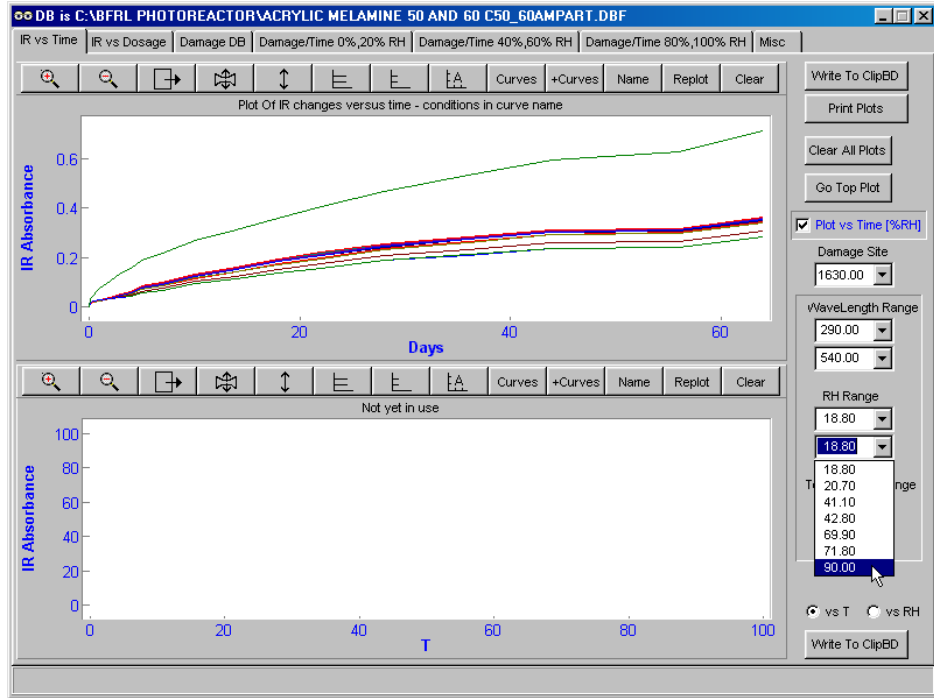 DB is C:\BFRL PHOTOREACTOR\ACRYLIC MELAMINE 50 AND 60 C50_60AMPART.DBF
IR vs Time IR vs Dosage Damage DB Damage/Time 0%,20% RH Damage/Time 40%,60% RH Damage/Time 80%,100% RH Misc
A Curves +Curves Name Replot Clear
Plot Of IR changes versus time - conditions in curve name
IR Absorbance
0.6
0.4
0.2
0
0 20 40 60
Days
A Curves +Curves Name Replot Clear
Not yet in use
IR Absorbance
100
80
60
40
20
0
0 20 40 60 80 100
T
Write To ClipBD
Print Plots
Clear All Plots
Go Top Plot
Plot vs Time [%RH]
Damage Site
1630.00
WaveLength Range
290.00
540.00
RH Range
18.80
18.80
18.80
20.70
41.10
42.80
69.90
71.80
90.00
vs T vs RH
Write To ClipBD